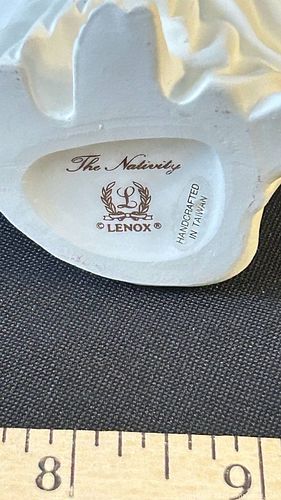 The Nativity
L
© LENOX ®
HANDCRAFTED
IN TAIWAN
8 9